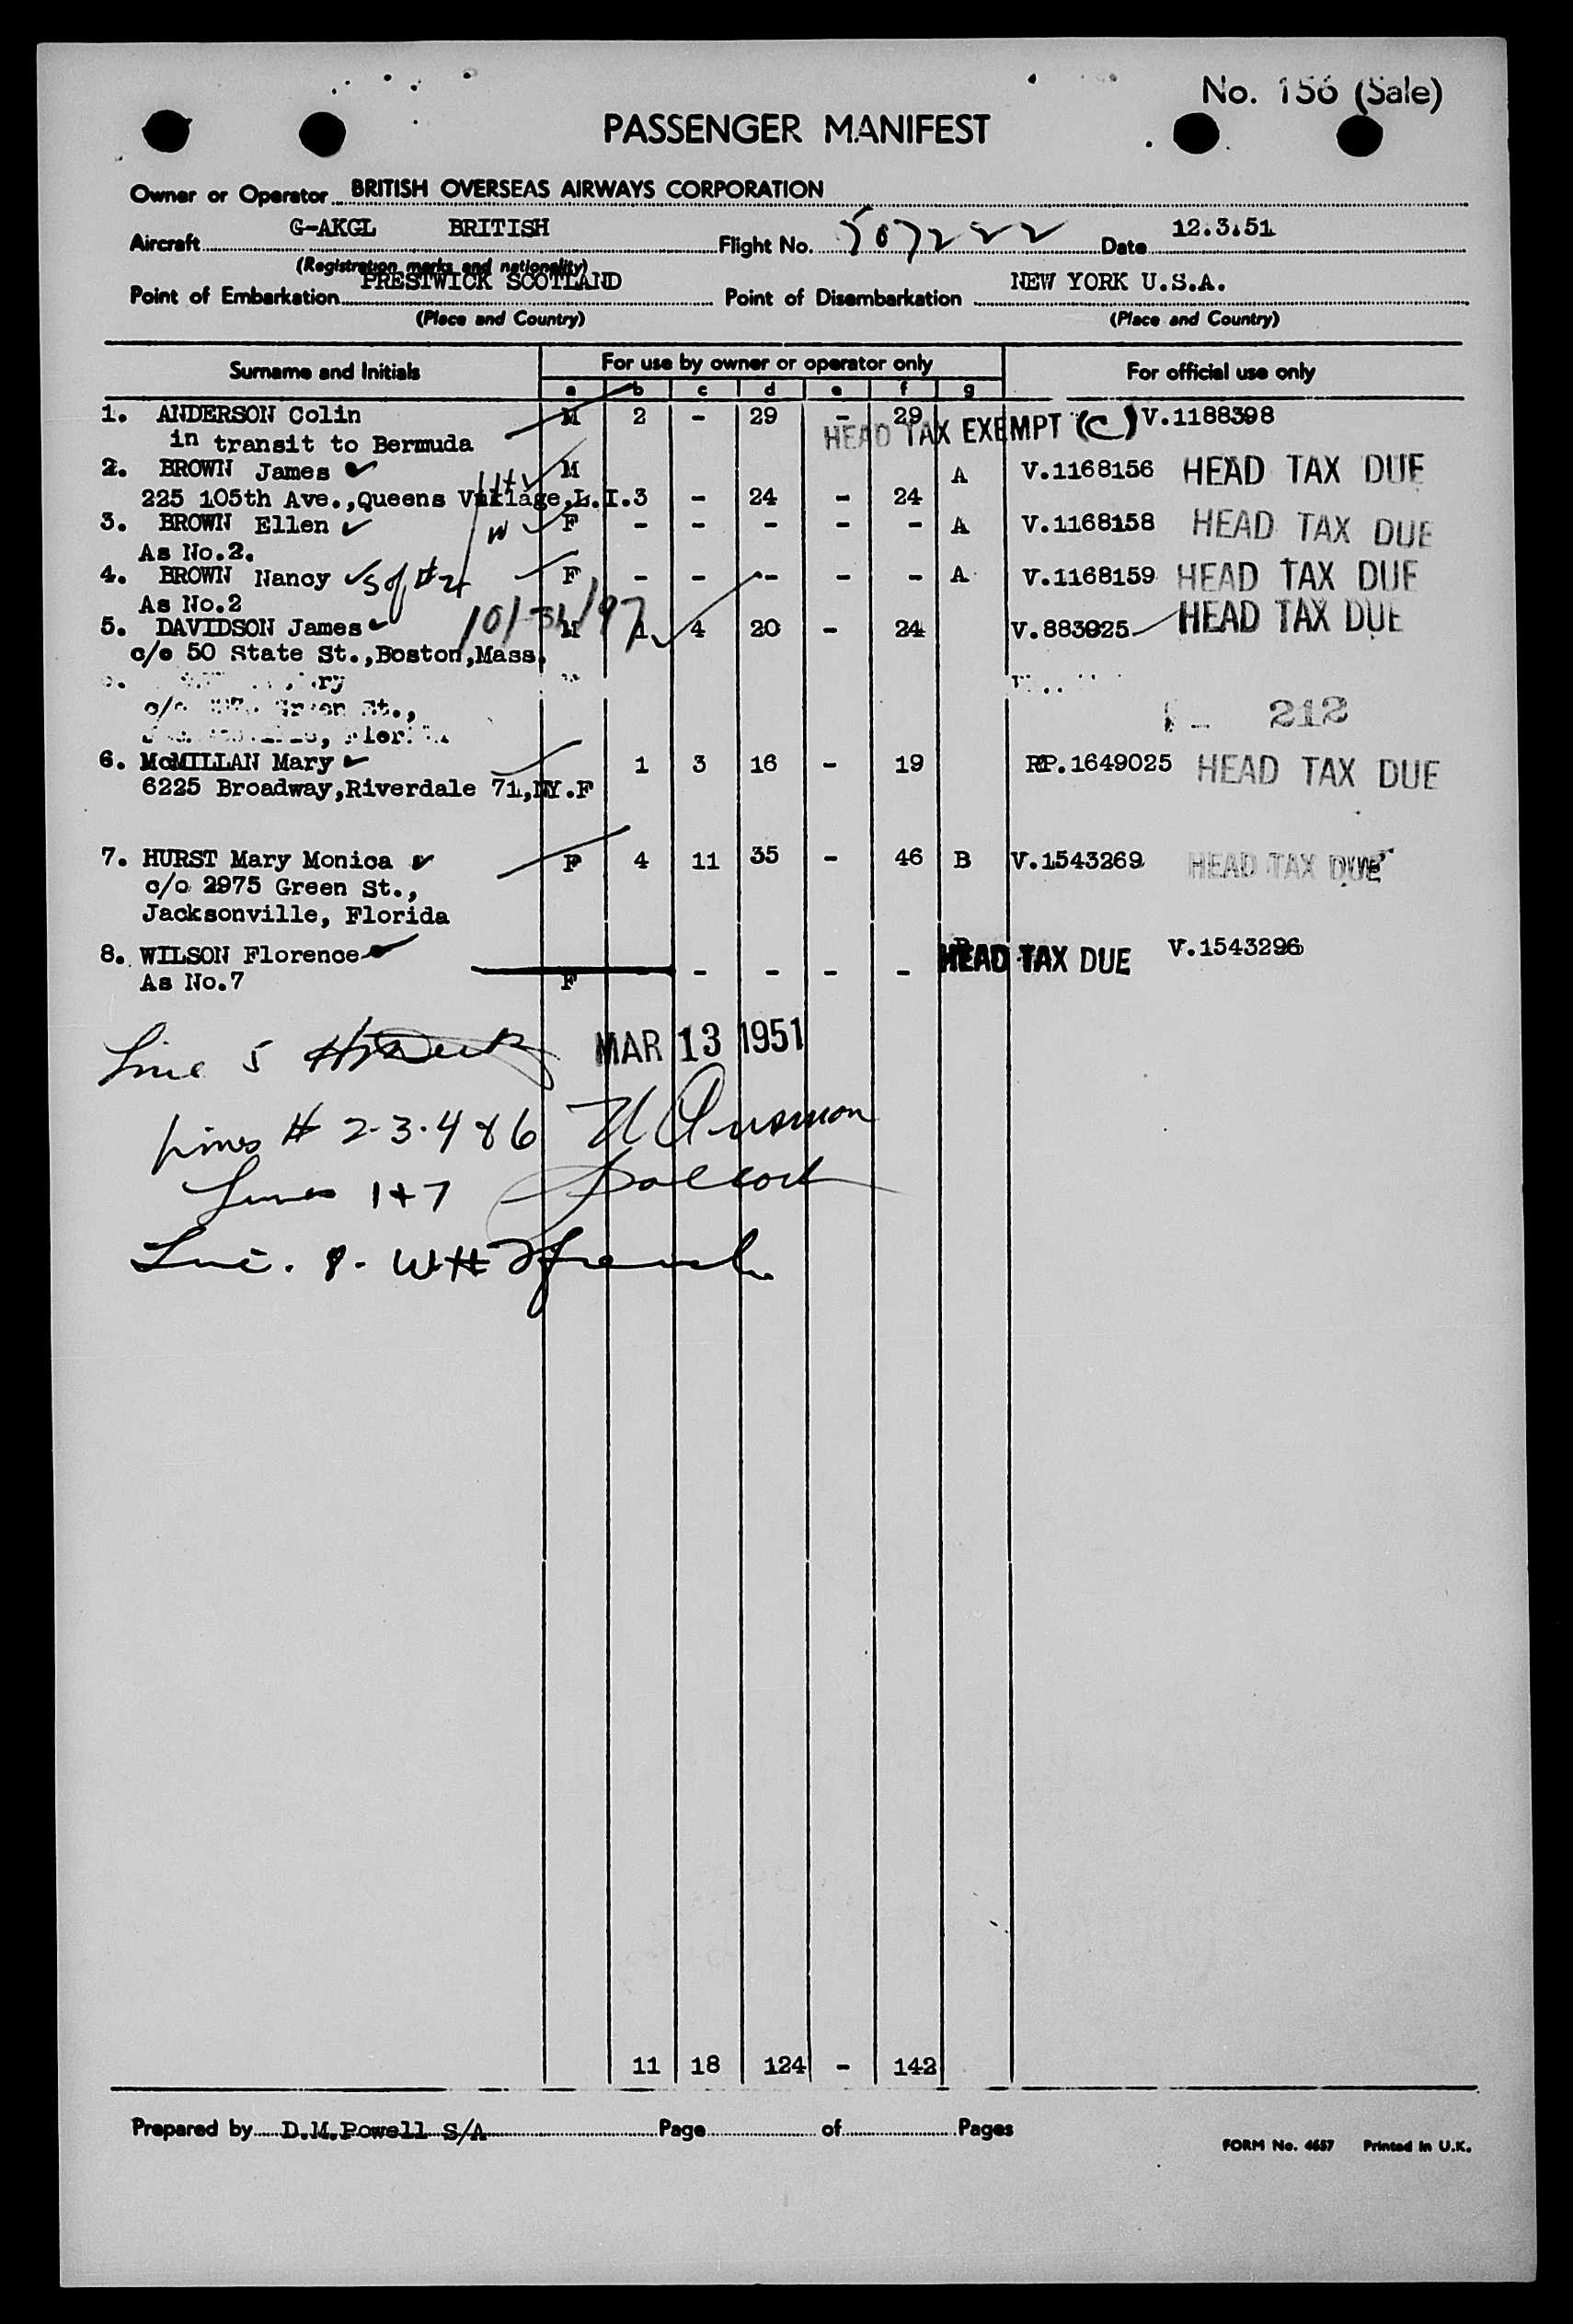 No. 156 (Sale)
PASSENGER MANIFEST
Owner or Operator BRITISH OVERSEAS AIRWAYS CORPORATION
Aircraft G-AKGL BRITISH Flight No. Date 12.3.51
(Registration marks and nationality)
Point of Embarkation PRESTWICK SCOTLAND Point of Disembarkation NEW YORK U.S.A.
(Place and Country) (Place and Country)
Surname and Initials For use by owner or operator only For official use only
a b c d e f g
1. ANDERSON Colin M 2 - 29 - 29 HEAD TAX EXEMPT (C) V.1188398
in transit to Bermuda
2. BROWN James M A V.1168156 HEAD TAX DUE
225 105th Ave.,Queens Village,L.I. 3 - 24 - 24
3. BROWN Ellen W F - - - - - A V.1168158 HEAD TAX DUE
As No.2.
4. BROWN Nancy S of #2 F - - - - - A V.1168159 HEAD TAX DUE
As No.2
5. DAVIDSON James M 1 4 20 - 24 V.883025 HEAD TAX DUE
c/o 50 State St.,Boston,Mass.
212
6. McMILLAN Mary 1 3 16 - 19 RP.1649025 HEAD TAX DUE
6225 Broadway,Riverdale 71,NY.F
7. HURST Mary Monica F 4 11 35 - 46 B V.1543269 HEAD TAX DUE
c/o 2975 Green St.,
Jacksonville, Florida
8. WILSON Florence HEAD TAX DUE V.1543296
As No.7 F - - - - -
Line 5 MAR 13 1951
Lines # 2-3-4 & 6
Lines 1+7
Line. 8. WH French
11 18 124 - 142
Prepared by D.M.Powell S/A Page of Pages
FORM No. 4657 Printed in U.K.